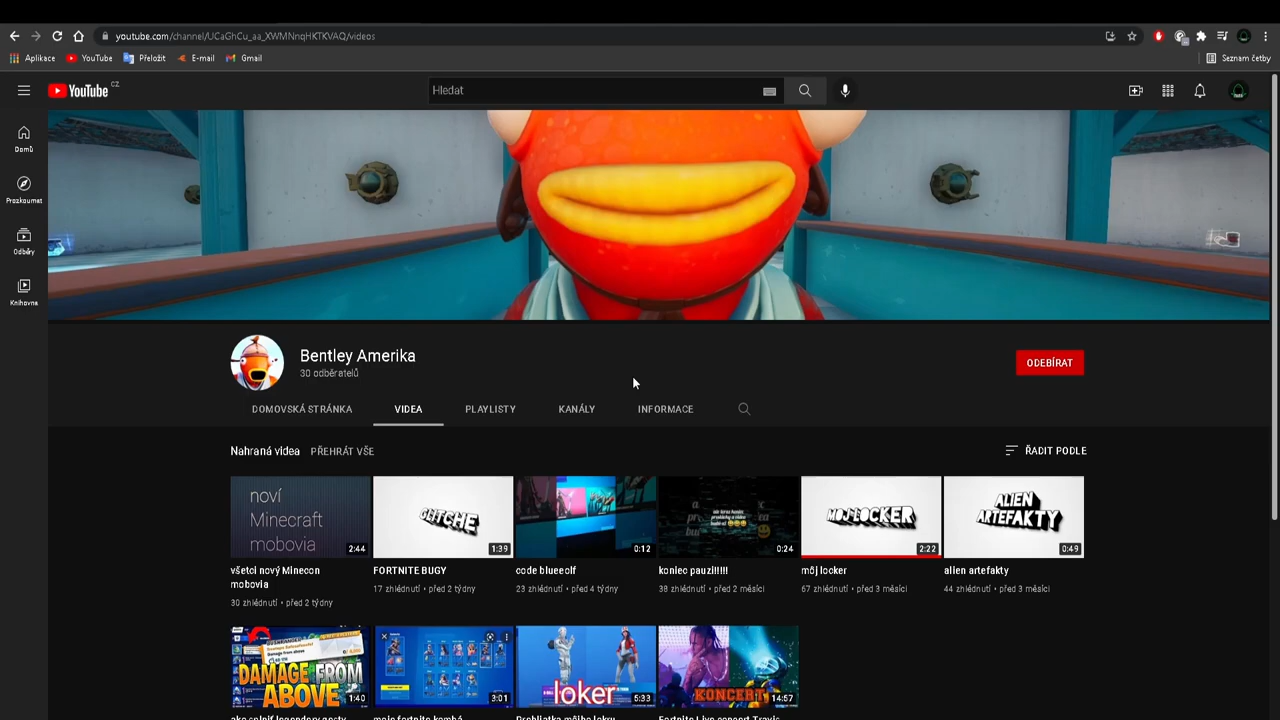 youtube.com/channel/UCaGhCu_aa_XWMNnqHKTKVAQ/videos
Aplikace YouTube Přeložit E-mail Gmail Seznam četby
YouTube CZ Hledat
Domů
Prozkoumat
Odběry
Knihovna
Bentley Amerika
30 odběratelů
ODEBÍRAT
DOMOVSKÁ STRÁNKA VIDEA PLAYLISTY KANÁLY INFORMACE
Nahraná videa PŘEHRÁT VŠE ŘADIT PODLE
noví
Minecraft
mobovia
2:44
GLITCHE
1:39
0:12
0:24
MOJ LOCKER
2:22
ALIEN
ARTEFAKTY
0:49
všetci nový Minecon
mobovia
30 zhlédnutí • před 2 týdny
FORTNITE BUGY
17 zhlédnutí • před 2 týdny
code blueeolf
23 zhlédnutí • před 4 týdny
koniec pauzi!!!!!
38 zhlédnutí • před 2 měsíci
môj locker
67 zhlédnutí • před 3 měsíci
alien artefakty
44 zhlédnutí • před 3 měsíci
DAMAGE FROM
ABOVE
1:40
3:01
loker
5:33
KONCERT
14:57